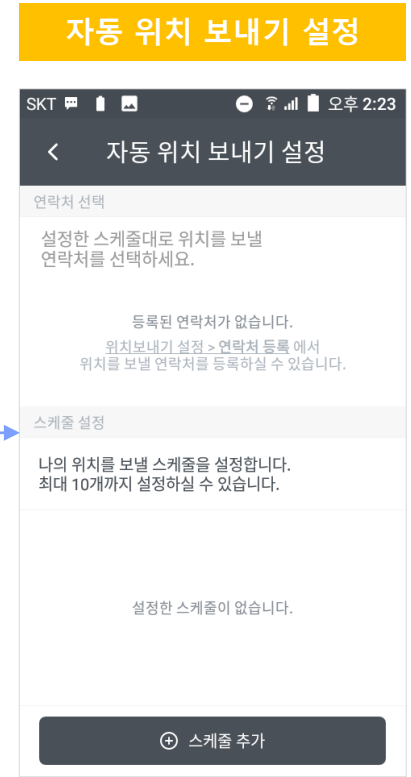 자동 위치 보내기 설정
SKT 오후 2:23
자동 위치 보내기 설정
연락처 선택
설정한 스케줄대로 위치를 보낼
연락처를 선택하세요.
등록된 연락처가 없습니다.
위치보내기 설정 > 연락처 등록 에서
위치를 보낼 연락처를 등록하실 수 있습니다.
스케줄 설정
나의 위치를 보낼 스케줄을 설정합니다.
최대 10개까지 설정하실 수 있습니다.
설정한 스케줄이 없습니다.
스케줄 추가